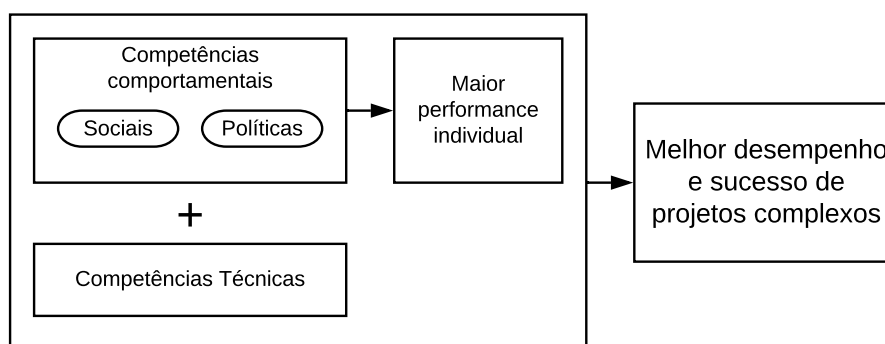 Competências
comportamentais
Sociais
Políticas
+
Competências Técnicas
Maior
performance
individual
Melhor desempenho
e sucesso de
projetos complexos